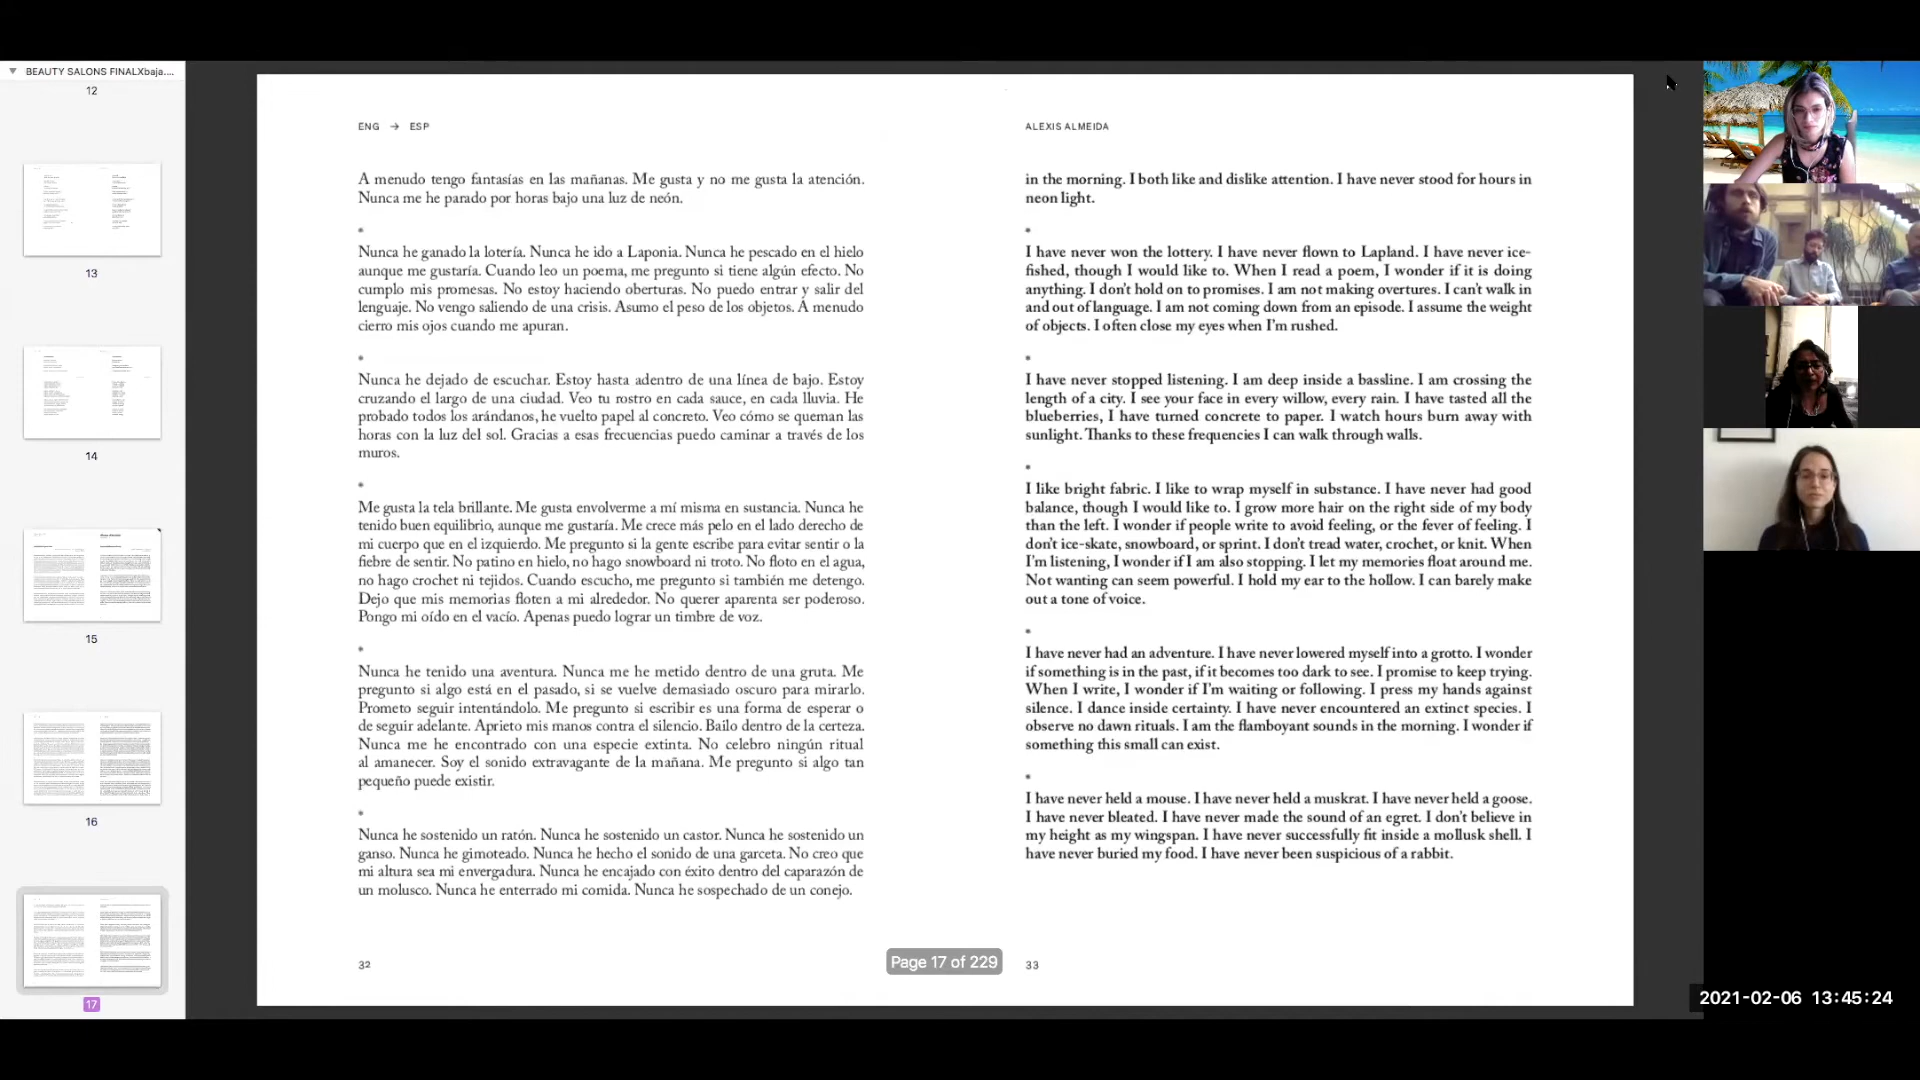 BEAUTY SALONS FINALXbaja....
12
13
14
15
16
17
ENG → ESP
A menudo tengo fantasías en las mañanas. Me gusta y no me gusta la atención.
Nunca me he parado por horas bajo una luz de neón.
*
Nunca he ganado la lotería. Nunca he ido a Laponia. Nunca he pescado en el hielo
aunque me gustaría. Cuando leo un poema, me pregunto si tiene algún efecto. No
cumplo mis promesas. No estoy haciendo oberturas. No puedo entrar y salir del
lenguaje. No vengo saliendo de una crisis. Asumo el peso de los objetos. A menudo
cierro mis ojos cuando me apuran.
*
Nunca he dejado de escuchar. Estoy hasta adentro de una línea de bajo. Estoy
cruzando el largo de una ciudad. Veo tu rostro en cada sauce, en cada lluvia. He
probado todos los arándanos, he vuelto papel al concreto. Veo cómo se queman las
horas con la luz del sol. Gracias a esas frecuencias puedo caminar a través de los
muros.
*
Me gusta la tela brillante. Me gusta envolverme a mí misma en sustancia. Nunca he
tenido buen equilibrio, aunque me gustaría. Me crece más pelo en el lado derecho de
mi cuerpo que en el izquierdo. Me pregunto si la gente escribe para evitar sentir o la
fiebre de sentir. No patino en hielo, no hago snowboard ni troto. No floto en el agua,
no hago crochet ni tejidos. Cuando escucho, me pregunto si también me detengo.
Dejo que mis memorias floten a mi alrededor. No querer aparenta ser poderoso.
Pongo mi oído en el vacío. Apenas puedo lograr un timbre de voz.
*
Nunca he tenido una aventura. Nunca me he metido dentro de una gruta. Me
pregunto si algo está en el pasado, si se vuelve demasiado oscuro para mirarlo.
Prometo seguir intentándolo. Me pregunto si escribir es una forma de esperar o
de seguir adelante. Aprieto mis manos contra el silencio. Bailo dentro de la certeza.
Nunca me he encontrado con una especie extinta. No celebro ningún ritual
al amanecer. Soy el sonido extravagante de la mañana. Me pregunto si algo tan
pequeño puede existir.
*
Nunca he sostenido un ratón. Nunca he sostenido un castor. Nunca he sostenido un
ganso. Nunca he gimoteado. Nunca he hecho el sonido de una garceta. No creo que
mi altura sea mi envergadura. Nunca he encajado con éxito dentro del caparazón de
un molusco. Nunca he enterrado mi comida. Nunca he sospechado de un conejo.
32
ALEXIS ALMEIDA
in the morning. I both like and dislike attention. I have never stood for hours in
neon light.
*
I have never won the lottery. I have never flown to Lapland. I have never ice-
fished, though I would like to. When I read a poem, I wonder if it is doing
anything. I don't hold on to promises. I am not making overtures. I can't walk in
and out of language. I am not coming down from an episode. I assume the weight
of objects. I often close my eyes when I'm rushed.
*
I have never stopped listening. I am deep inside a bassline. I am crossing the
length of a city. I see your face in every willow, every rain. I have tasted all the
blueberries, I have turned concrete to paper. I watch hours burn away with
sunlight. Thanks to these frequencies I can walk through walls.
*
I like bright fabric. I like to wrap myself in substance. I have never had good
balance, though I would like to. I grow more hair on the right side of my body
than the left. I wonder if people write to avoid feeling, or the fever of feeling. I
don't ice-skate, snowboard, or sprint. I don't tread water, crochet, or knit. When
I'm listening, I wonder if I am also stopping. I let my memories float around me.
Not wanting can seem powerful. I hold my ear to the hollow. I can barely make
out a tone of voice.
*
I have never had an adventure. I have never lowered myself into a grotto. I wonder
if something is in the past, if it becomes too dark to see. I promise to keep trying.
When I write, I wonder if I'm waiting or following. I press my hands against
silence. I dance inside certainty. I have never encountered an extinct species. I
observe no dawn rituals. I am the flamboyant sounds in the morning. I wonder if
something this small can exist.
*
I have never held a mouse. I have never held a muskrat. I have never held a goose.
I have never bleated. I have never made the sound of an egret. I don't believe in
my height as my wingspan. I have never successfully fit inside a mollusk shell. I
have never buried my food. I have never been suspicious of a rabbit.
33
Page 17 of 229
2021-02-06 13:45:24